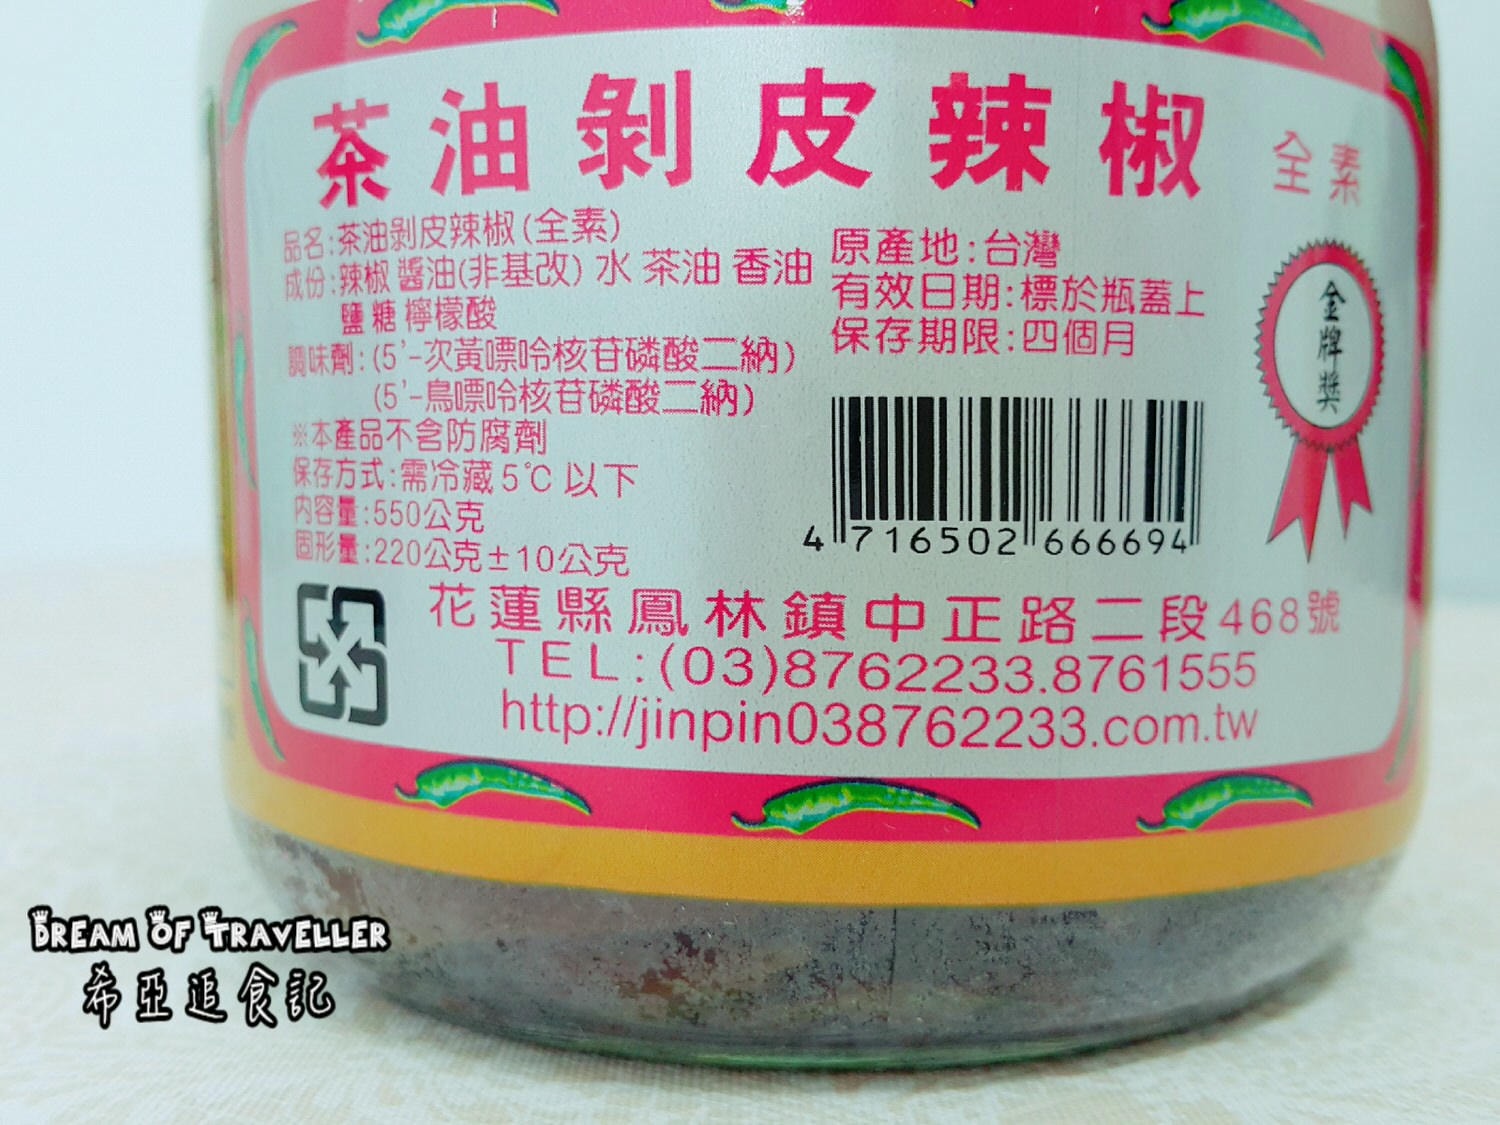 茶油剝皮辣椒 全素
品名:茶油剝皮辣椒(全素)
成份:辣椒 醬油(非基改) 水 茶油 香油
鹽 糖 檸檬酸
調味劑:(5'-次黃嘌呤核苷磷酸二納)
(5'-鳥嘌呤核苷磷酸二納)
※本產品不含防腐劑
保存方式:需冷藏5℃以下
內容量:550公克
固形量:220公克±10公克
原產地:台灣
有效日期:標於瓶蓋上
保存期限:四個月
4 716502 666694
金牌獎
花蓮縣鳳林鎮中正路二段468號
TEL:(03)8762233.8761555
http://jinpin038762233.com.tw
DREAM OF TRAVELLER
希亞追食記